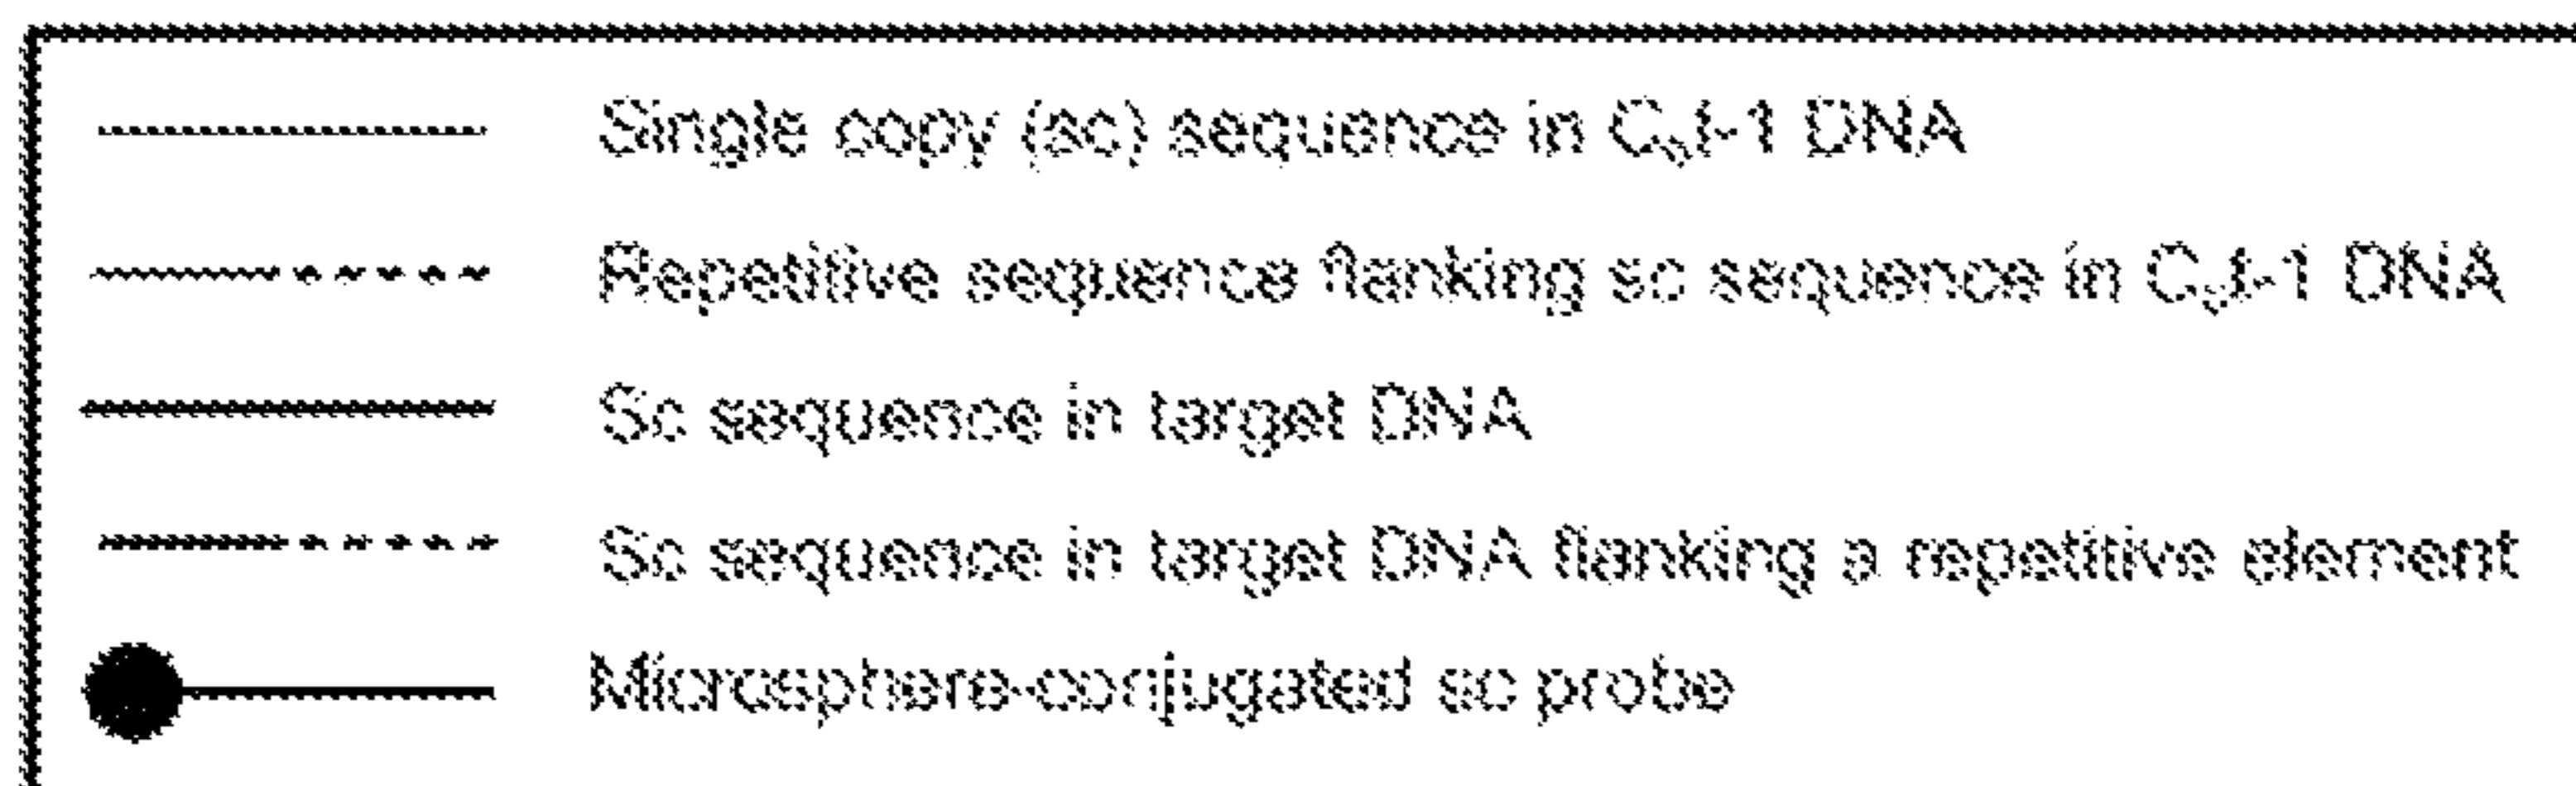 Single copy (sc) sequence in C₀t-1 DNA
Repetitive sequence flanking sc sequence in C₀t-1 DNA
Sc sequence in target DNA
Sc sequence in target DNA flanking a repetitive element
Microsphere-conjugated sc probe